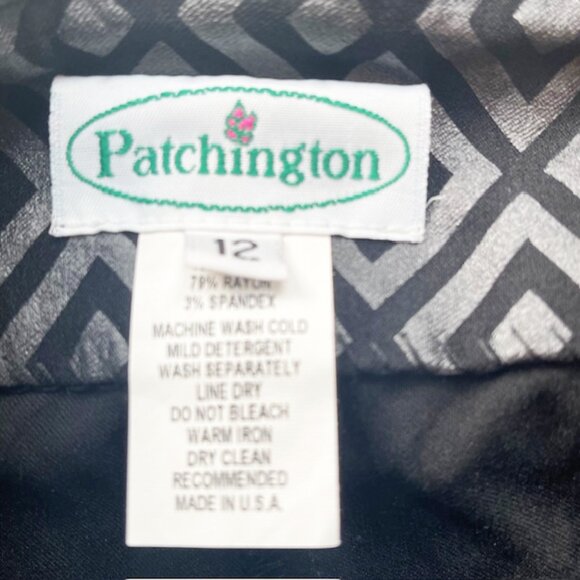 Patchington
12
78% RAYON
3% SPANDEX
MACHINE WASH COLD
MILD DETERGENT
WASH SEPARATELY
LINE DRY
DO NOT BLEACH
WARM IRON
DRY CLEAN
RECOMMENDED
MADE IN U.S.A.